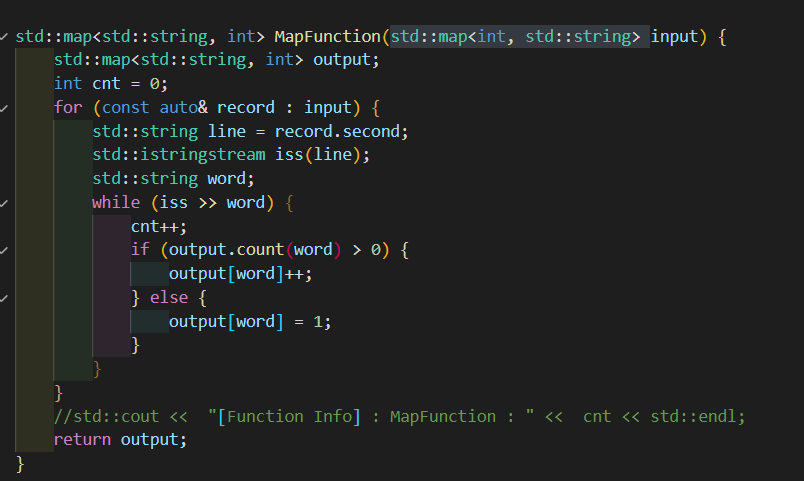 std::map<std::string, int> MapFunction(std::map<int, std::string> input) {
    std::map<std::string, int> output;
    int cnt = 0;
    for (const auto& record : input) {
        std::string line = record.second;
        std::istringstream iss(line);
        std::string word;
        while (iss >> word) {
            cnt++;
            if (output.count(word) > 0) {
                output[word]++;
            } else {
                output[word] = 1;
            }
        }
    }
    //std::cout <<  "[Function Info] : MapFunction : " <<  cnt << std::endl;
    return output;
}